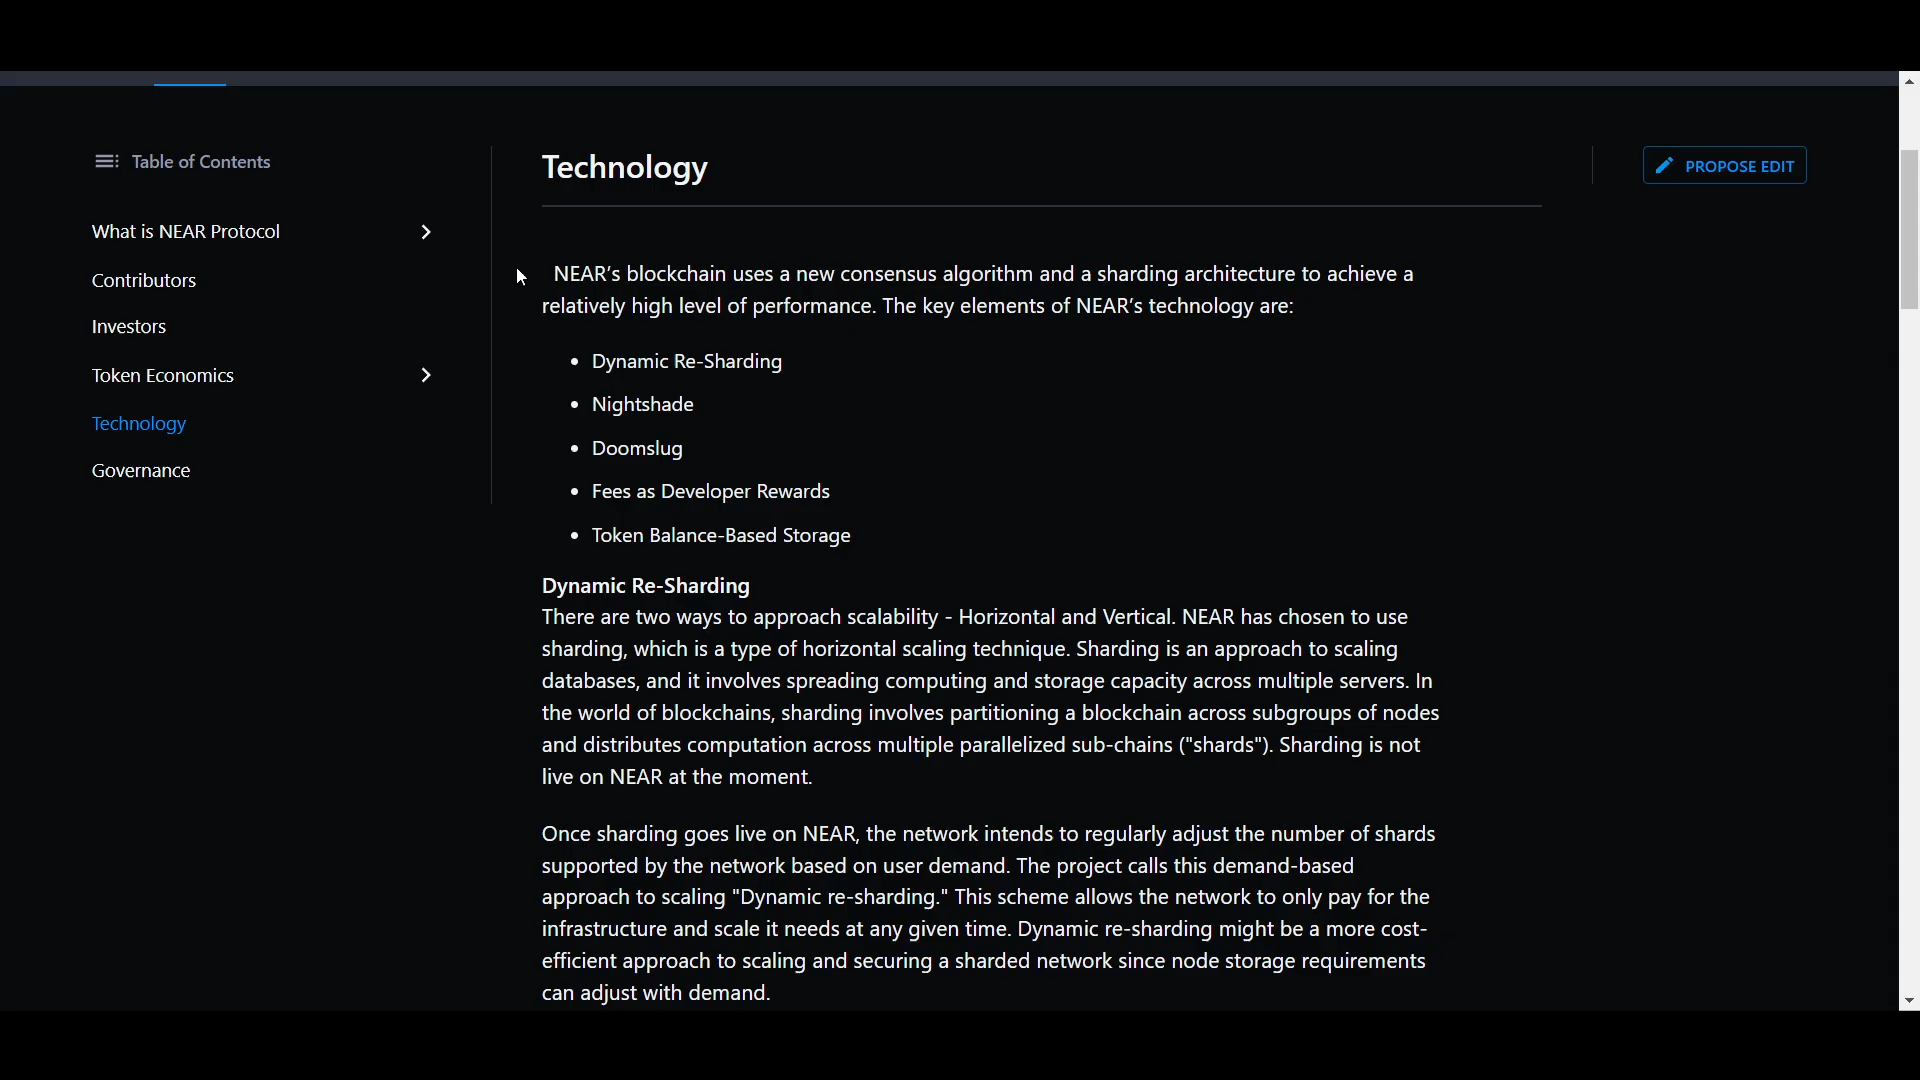 Table of Contents
What is NEAR Protocol
Contributors
Investors
Token Economics
Technology
Governance
Technology
PROPOSE EDIT
NEAR’s blockchain uses a new consensus algorithm and a sharding architecture to achieve a
relatively high level of performance. The key elements of NEAR’s technology are:
• Dynamic Re-Sharding
• Nightshade
• Doomslug
• Fees as Developer Rewards
• Token Balance-Based Storage
Dynamic Re-Sharding
There are two ways to approach scalability - Horizontal and Vertical. NEAR has chosen to use
sharding, which is a type of horizontal scaling technique. Sharding is an approach to scaling
databases, and it involves spreading computing and storage capacity across multiple servers. In
the world of blockchains, sharding involves partitioning a blockchain across subgroups of nodes
and distributes computation across multiple parallelized sub-chains ("shards"). Sharding is not
live on NEAR at the moment.
Once sharding goes live on NEAR, the network intends to regularly adjust the number of shards
supported by the network based on user demand. The project calls this demand-based
approach to scaling "Dynamic re-sharding." This scheme allows the network to only pay for the
infrastructure and scale it needs at any given time. Dynamic re-sharding might be a more cost-
efficient approach to scaling and securing a sharded network since node storage requirements
can adjust with demand.